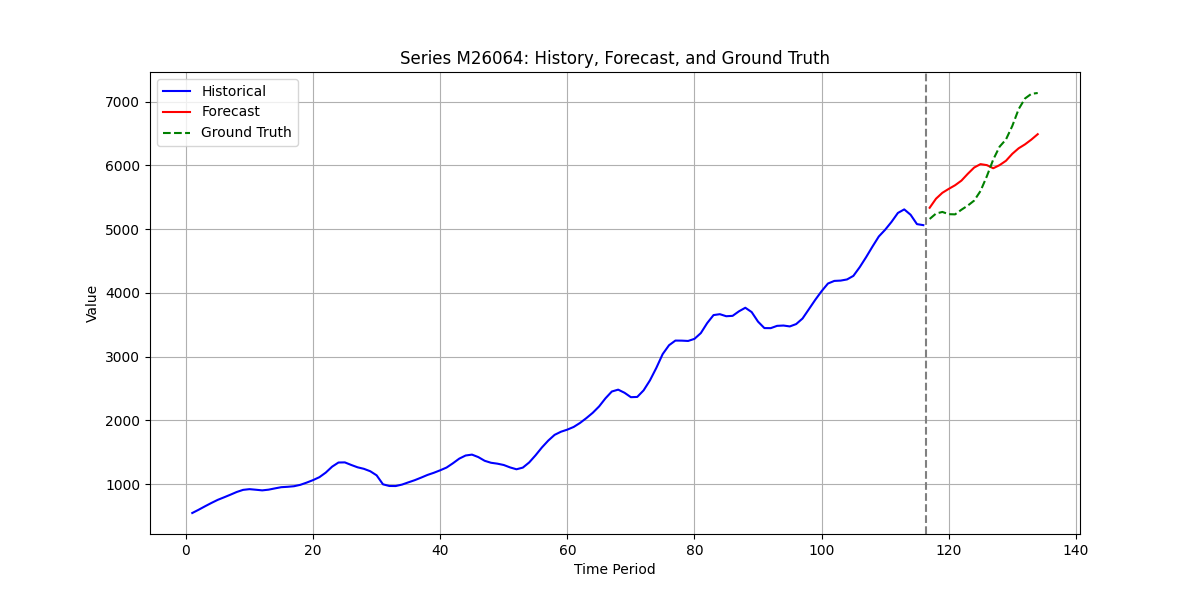 Series M26064: History, Forecast, and Ground Truth
Historical
Forecast
Ground Truth
7000
6000
5000
4000
3000
2000
1000
Value
0 20 40 60 80 100 120 140
Time Period